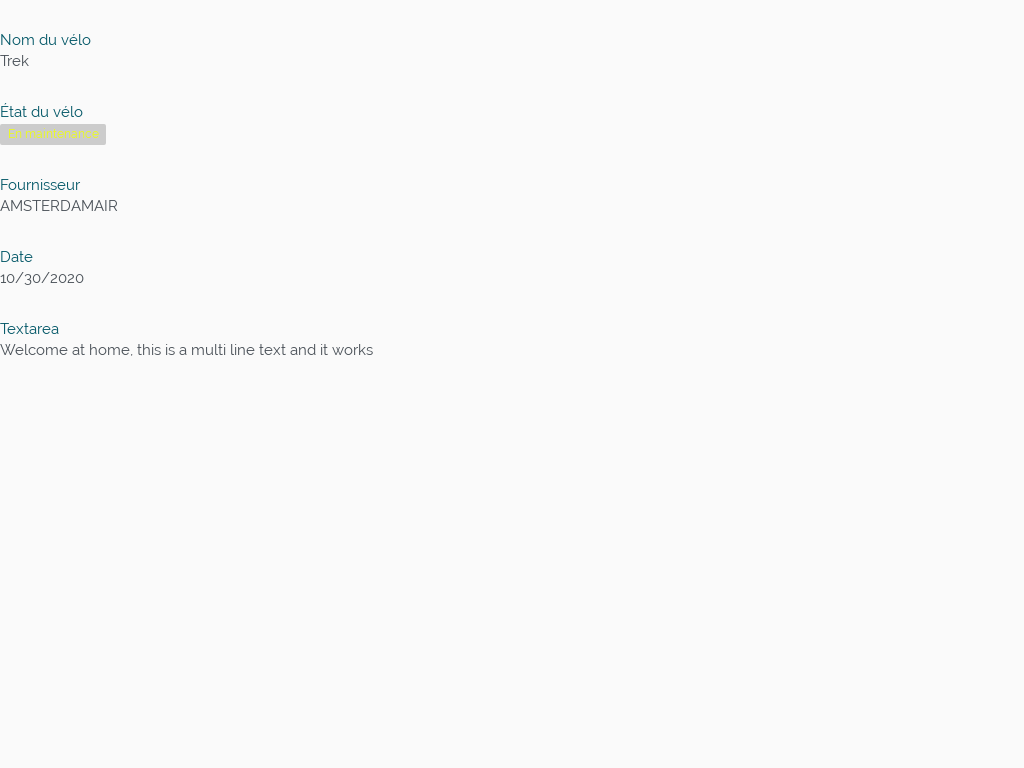 Nom du vélo
Trek
État du vélo
En maintenance
Fournisseur
AMSTERDAMAIR
Date
10/30/2020
Textarea
Welcome at home, this is a multi line text and it works